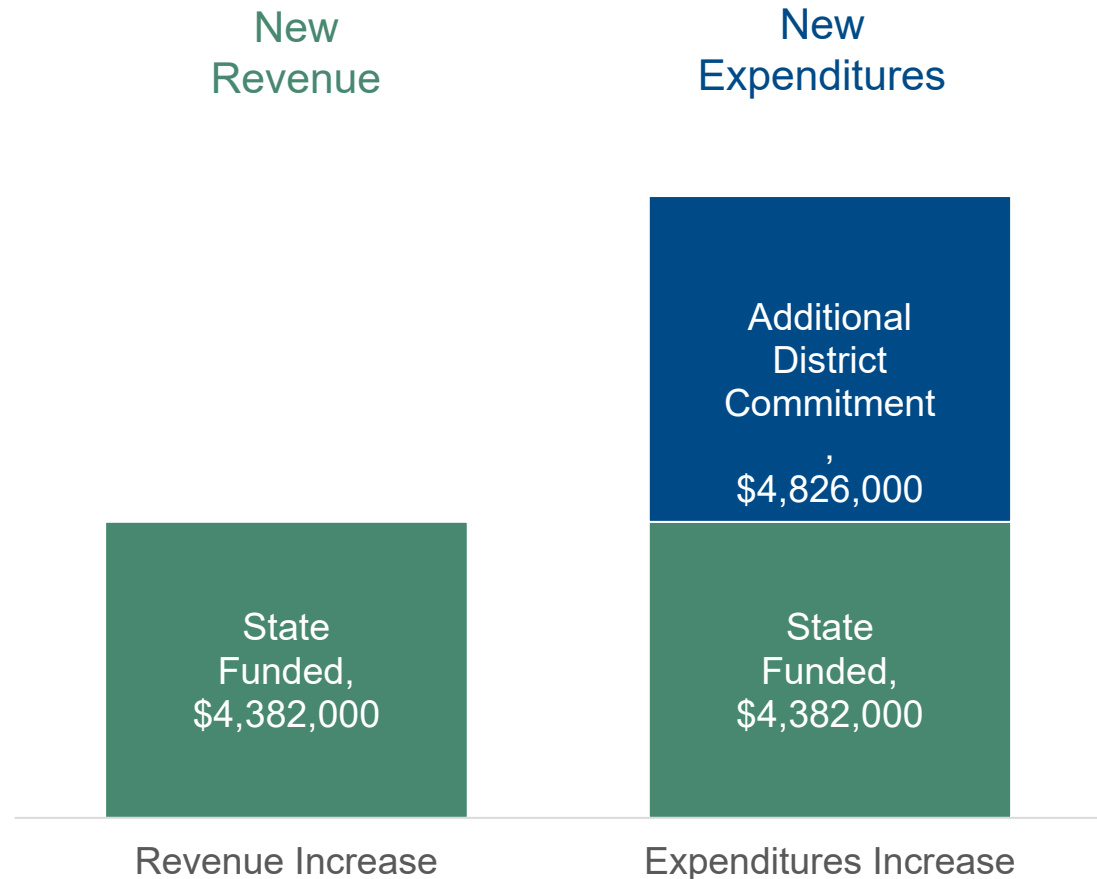 New
Revenue
New
Expenditures
Additional
District
Commitment
,
$4,826,000
State
Funded,
$4,382,000
State
Funded,
$4,382,000
Revenue Increase
Expenditures Increase